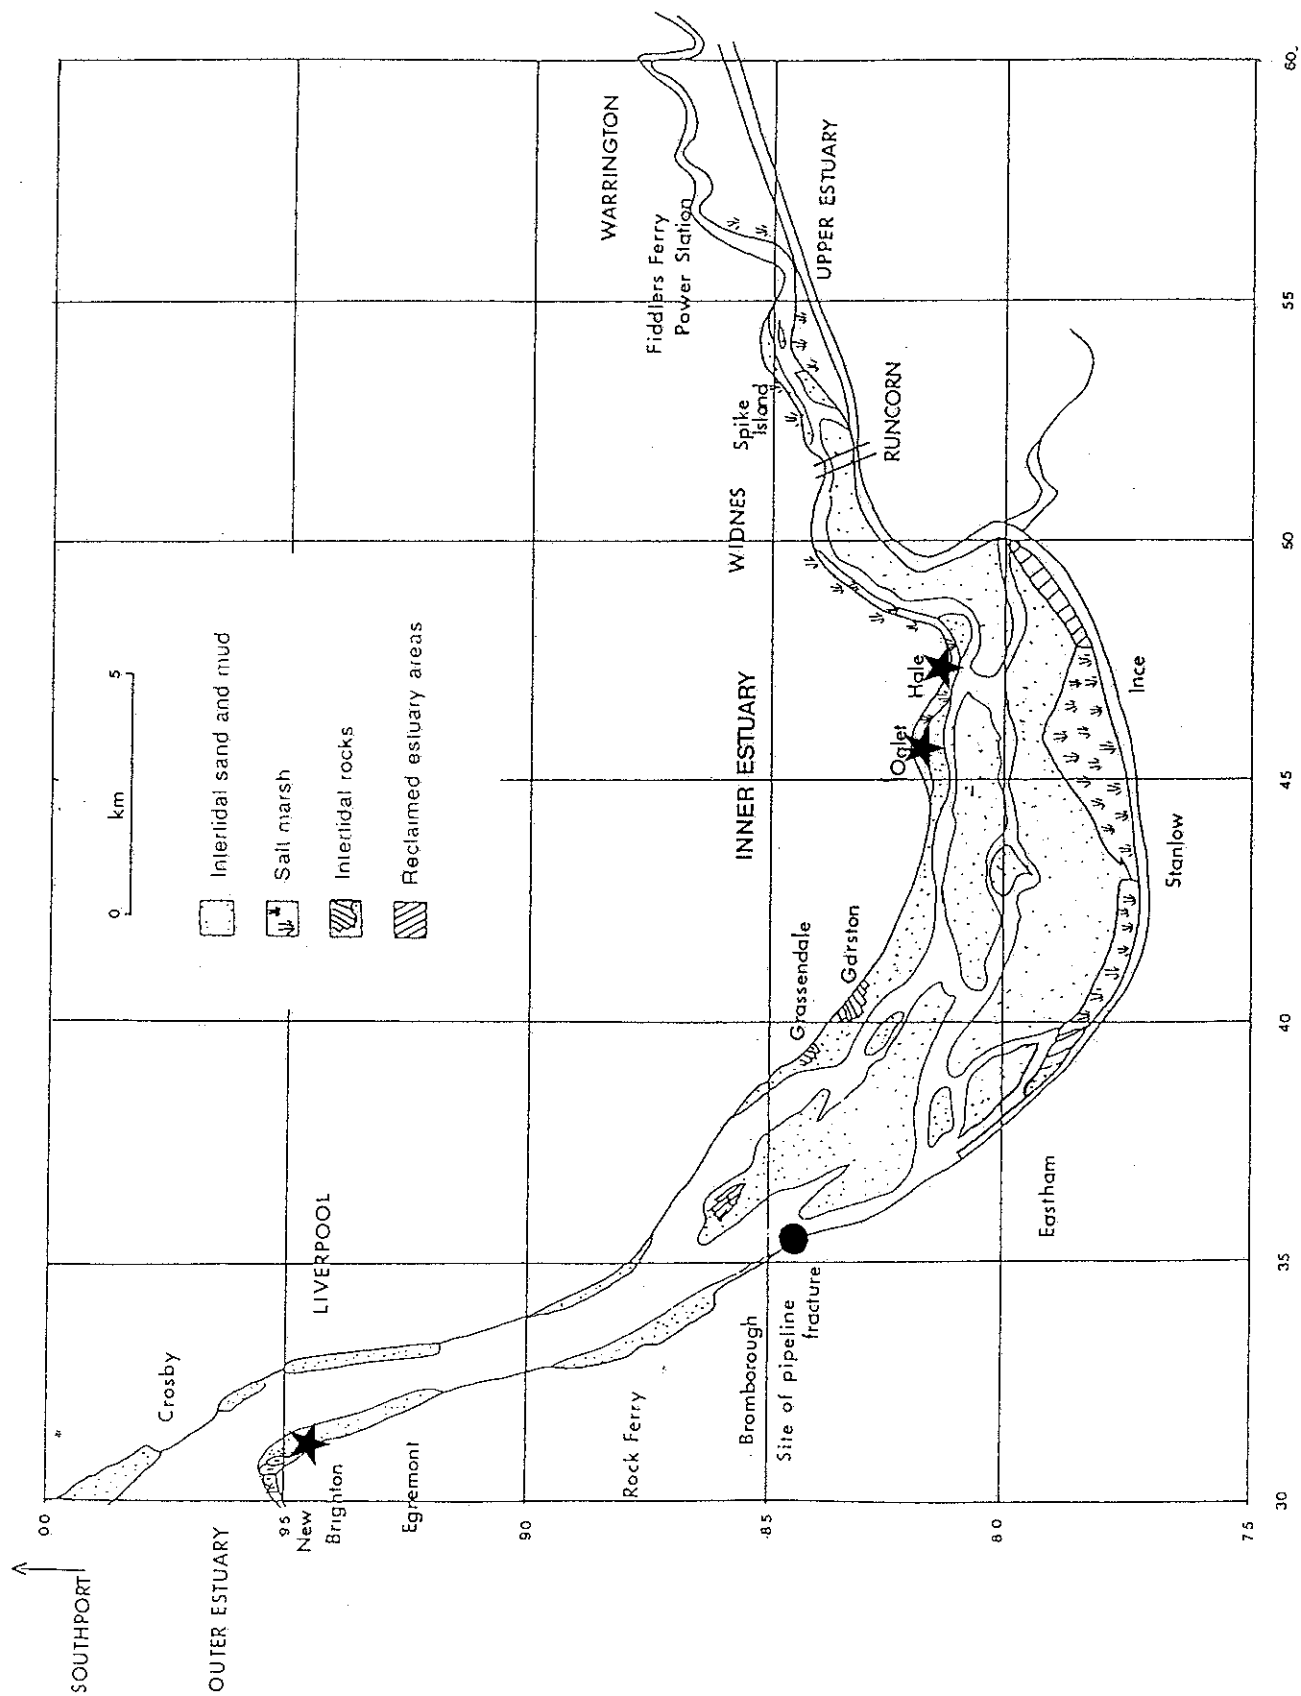 SOUTHPORT
OUTER ESTUARY
00
95
90
85
80
75
30
35
40
45
50
55
60
New
Brighton
Egremont
Rock Ferry
Bromborough
Site of pipeline
fracture
Crosby
LIVERPOOL
Eastham
0
5
km
Intertidal sand and mud
Salt marsh
Intertidal rocks
Reclaimed estuary areas
Grassendale
Garston
INNER ESTUARY
Oglet
Hale
Stanlow
Ince
WIDNES
Spike
Island
RUNCORN
Fiddlers Ferry
Power Station
WARRINGTON
UPPER ESTUARY